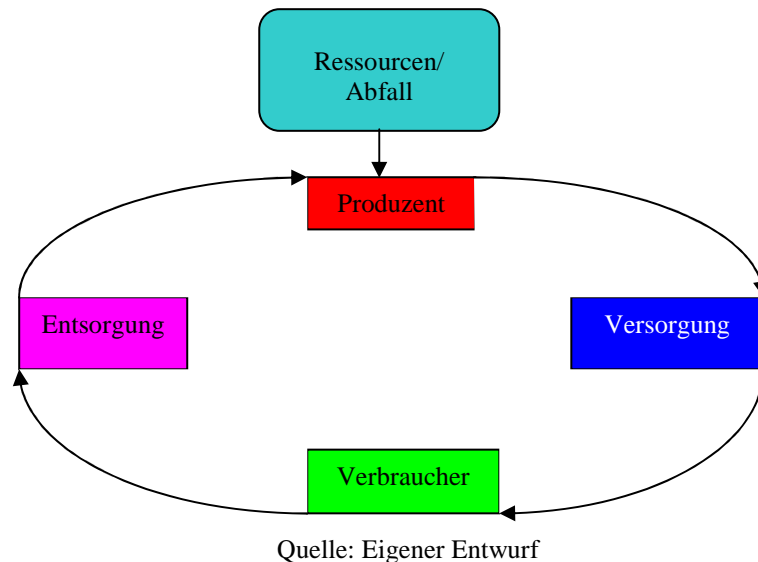 Ressourcen/
Abfall
Produzent
Entsorgung
Versorgung
Verbraucher
Quelle: Eigener Entwurf